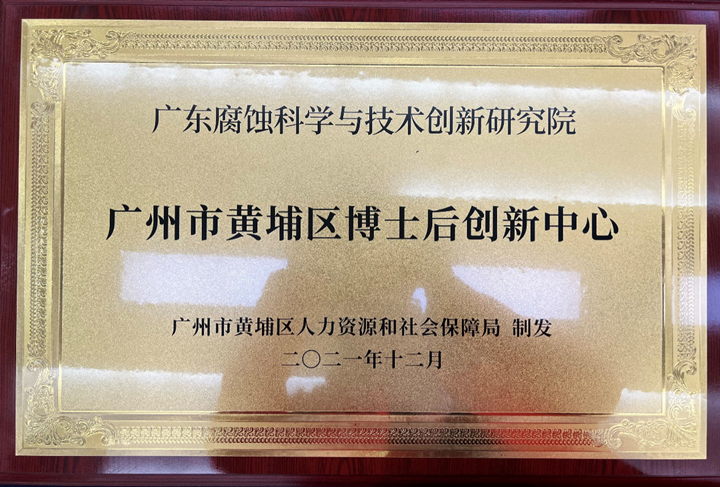 广东腐蚀科学与技术创新研究院
广州市黄埔区博士后创新中心
广州市黄埔区人力资源和社会保障局 制发
二〇二一年十二月